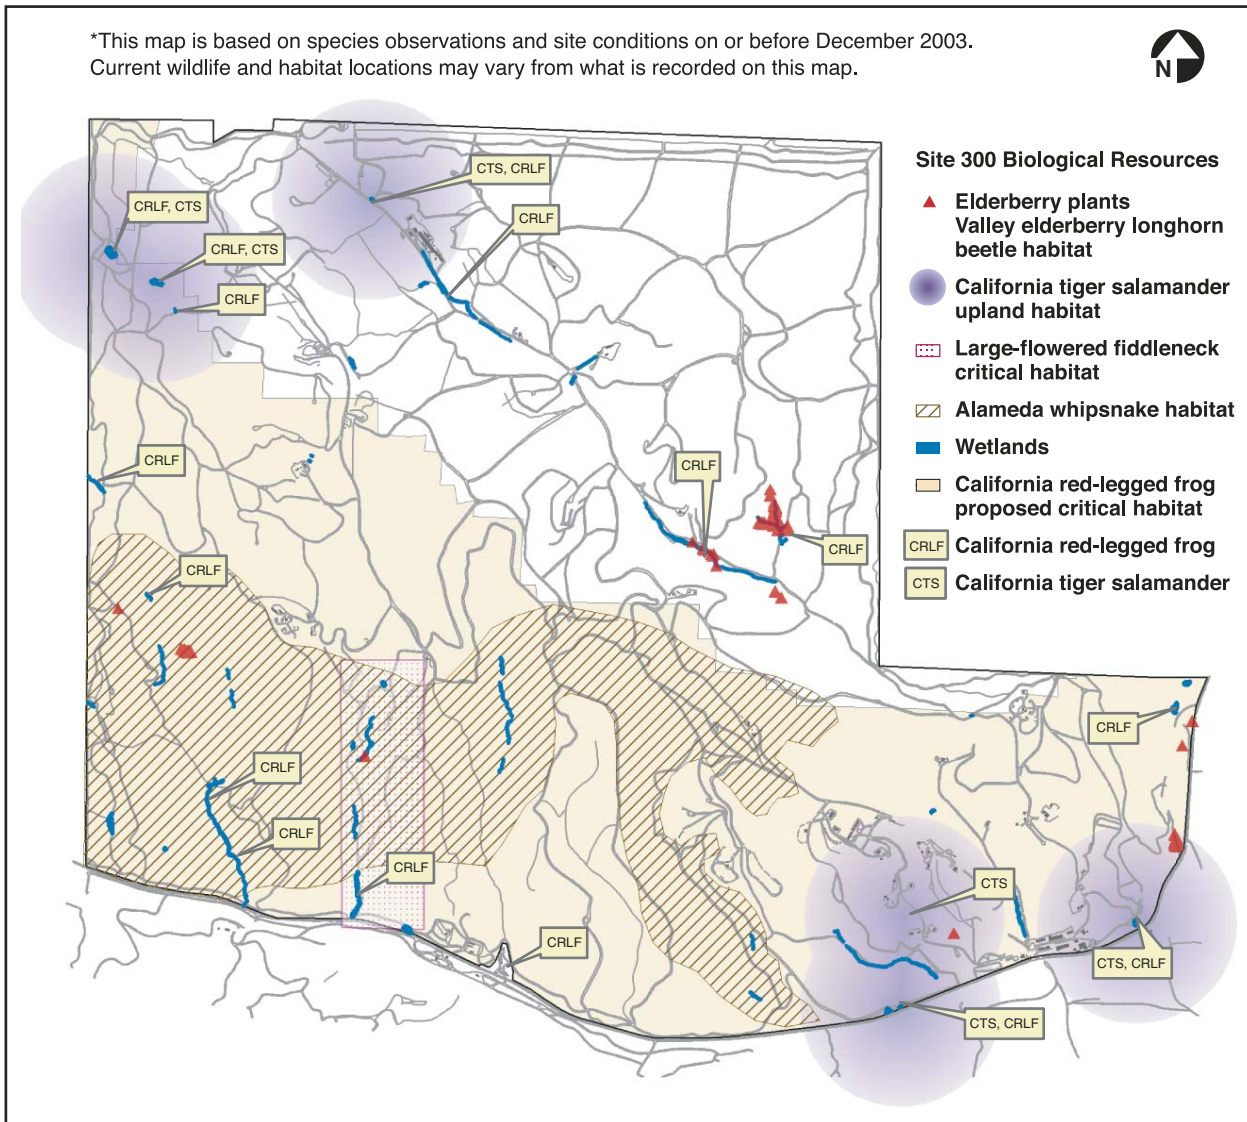 *This map is based on species observations and site conditions on or before December 2003.
Current wildlife and habitat locations may vary from what is recorded on this map.
N
Site 300 Biological Resources
Elderberry plants
Valley elderberry longhorn
beetle habitat
California tiger salamander
upland habitat
Large-flowered fiddleneck
critical habitat
Alameda whipsnake habitat
Wetlands
California red-legged frog
proposed critical habitat
CRLF California red-legged frog
CTS California tiger salamander
CTS, CRLF
CRLF, CTS
CRLF
CRLF, CTS
CRLF
CRLF
CRLF
CRLF
CRLF
CRLF
CRLF
CRLF
CRLF
CTS
CRLF
CTS, CRLF
CTS, CRLF